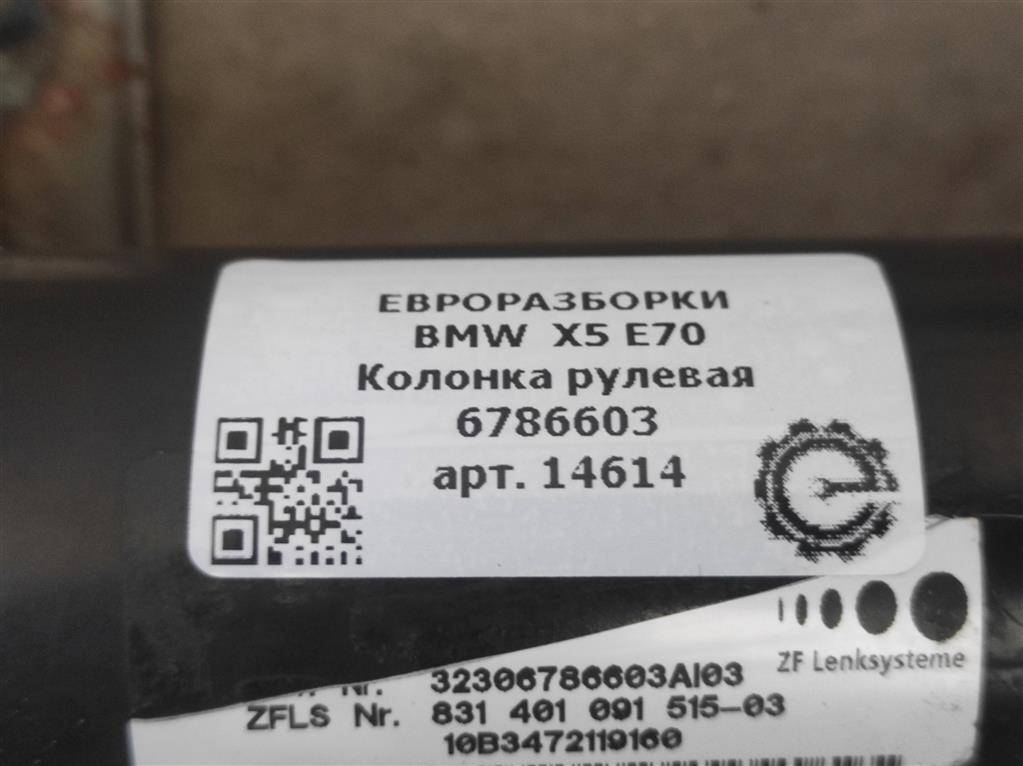 ЕВРОРАЗБОРКИ
BMW X5 E70
Колонка рулевая
6786603
арт. 14614
ZF Lenksysteme
Nr. 32306786603AI03
ZFLS Nr. 831 401 091 515-03
10B3472119160